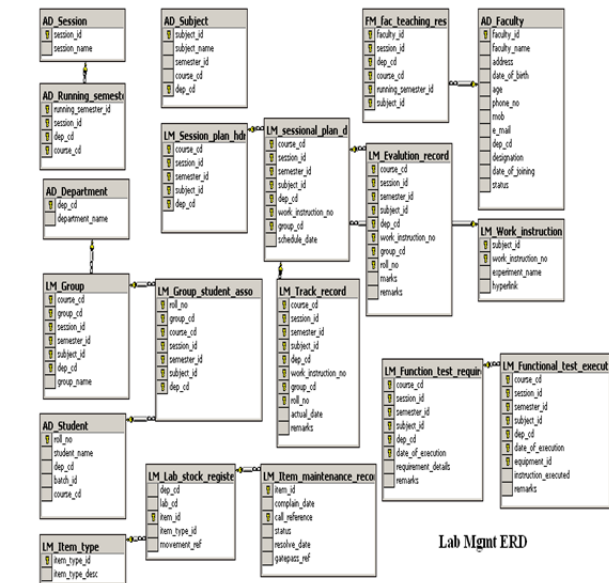 AD_Session
session_id
session_name
AD_Running_semest
running_semester_id
session_id
dep_cd
course_cd
AD_Department
dep_cd
department_name
LM_Group
course_cd
group_cd
session_id
semester_id
subject_id
dep_cd
group_name
AD_Student
roll_no
student_name
dep_cd
batch_id
course_cd
LM_Item_type
item_type_id
item_type_desc
AD_Subject
subject_id
subject_name
semester_id
course_cd
dep_cd
LM_Session_plan_hdr
course_cd
session_id
semester_id
subject_id
dep_cd
LM_Group_student_asso
roll_no
group_cd
course_cd
session_id
semester_id
subject_id
dep_cd
LM_Lab_stock_registe
dep_cd
lab_cd
item_id
item_type_id
movement_ref
LM_sessional_plan_d
course_cd
session_id
semester_id
subject_id
dep_cd
work_instruction_no
group_cd
schedule_date
LM_Track_record
course_cd
session_id
semester_id
subject_id
dep_cd
work_instruction_no
group_cd
roll_no
actual_date
remarks
LM_Item_maintenance_recor
item_id
complain_date
call_reference
status
resolve_date
gatepass_ref
FM_fac_teaching_res
faculty_id
session_id
dep_cd
course_cd
running_semester_id
subject_id
LM_Evalution_record
course_cd
session_id
semester_id
subject_id
dep_cd
work_instruction_no
group_cd
roll_no
marks
remarks
AD_Faculty
faculty_id
faculty_name
address
date_of_birth
age
phone_no
mob
e_mail
dep_cd
designation
date_of_joining
status
LM_Work_instruction
subject_id
work_instruction_no
experiment_name
hyperlink
LM_Function_test_requir
course_cd
session_id
semester_id
subject_id
dep_cd
date_of_execution
requirement_details
remarks
LM_Functional_test_execut
course_cd
session_id
semester_id
subject_id
dep_cd
date_of_execution
equipment_id
instruction_executed
remarks
Lab Mgmt ERD